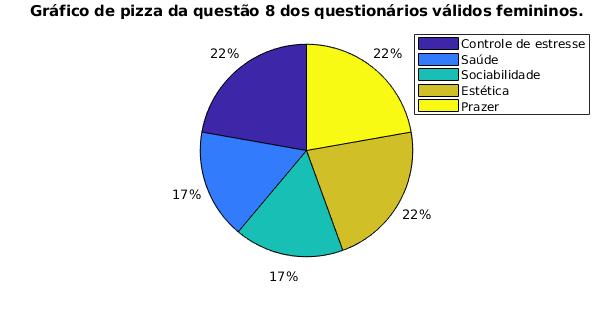 Gráfico de pizza da questão 8 dos questionários válidos femininos.
22%
22%
Controle de estresse
Saúde
Sociabilidade
Estética
Prazer
17%
22%
17%